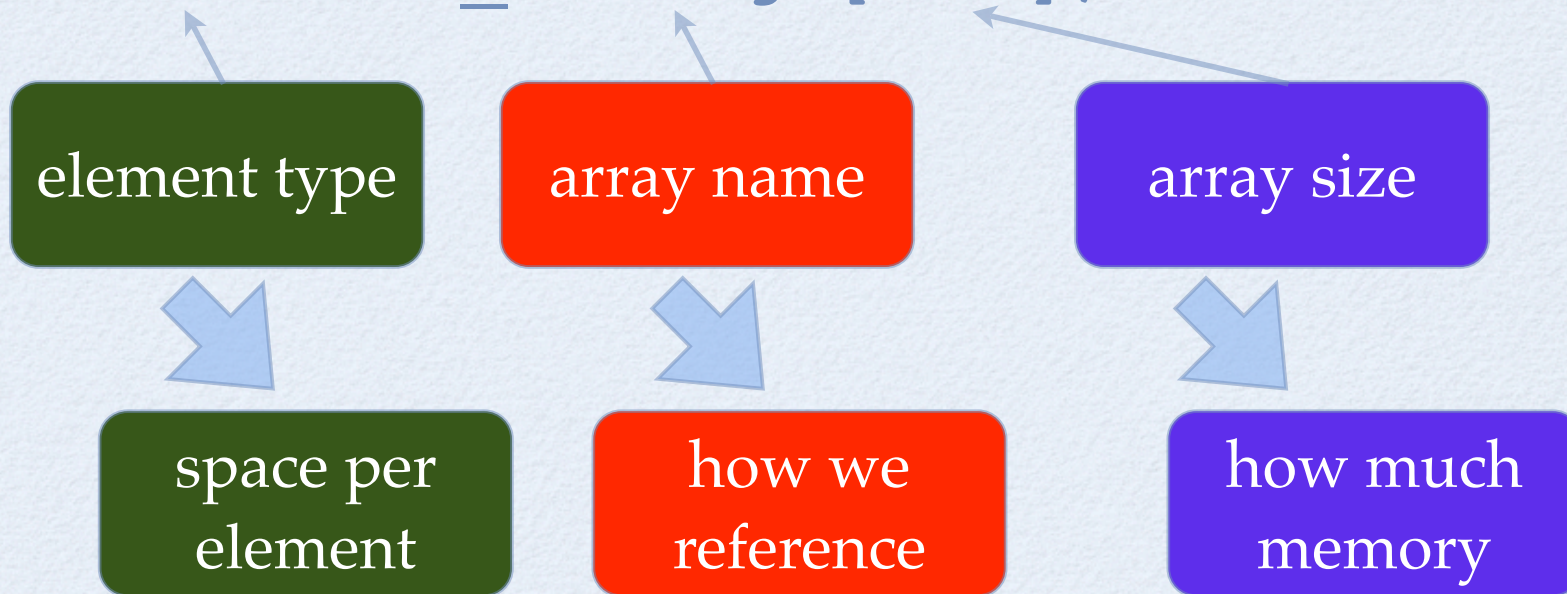 element type
array name
array size
space per
element
how we
reference
how much
memory